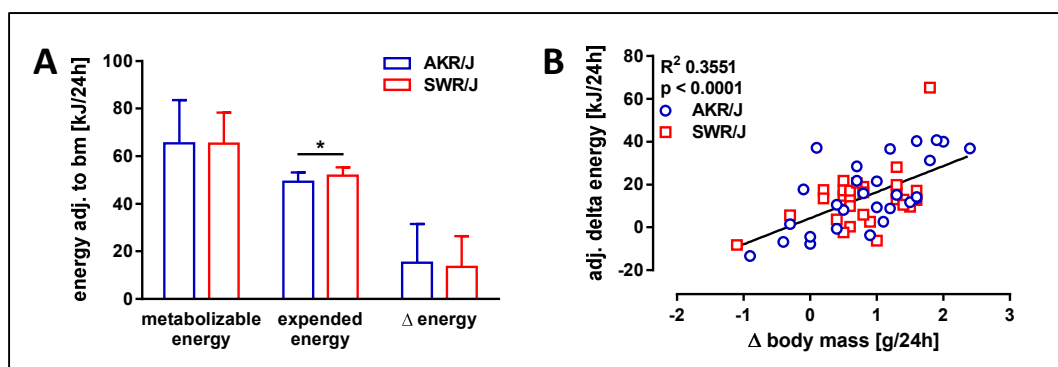 A
energy adj. to bm [kJ/24h]
100
80
60
40
20
0
AKR/J
SWR/J
*
metabolizable
energy
expended
energy
Δ energy
B
adj. delta energy [kJ/24h]
80
60
40
20
0
-20
R² 0.3551
p < 0.0001
AKR/J
SWR/J
-2 -1 0 1 2 3
Δ body mass [g/24h]